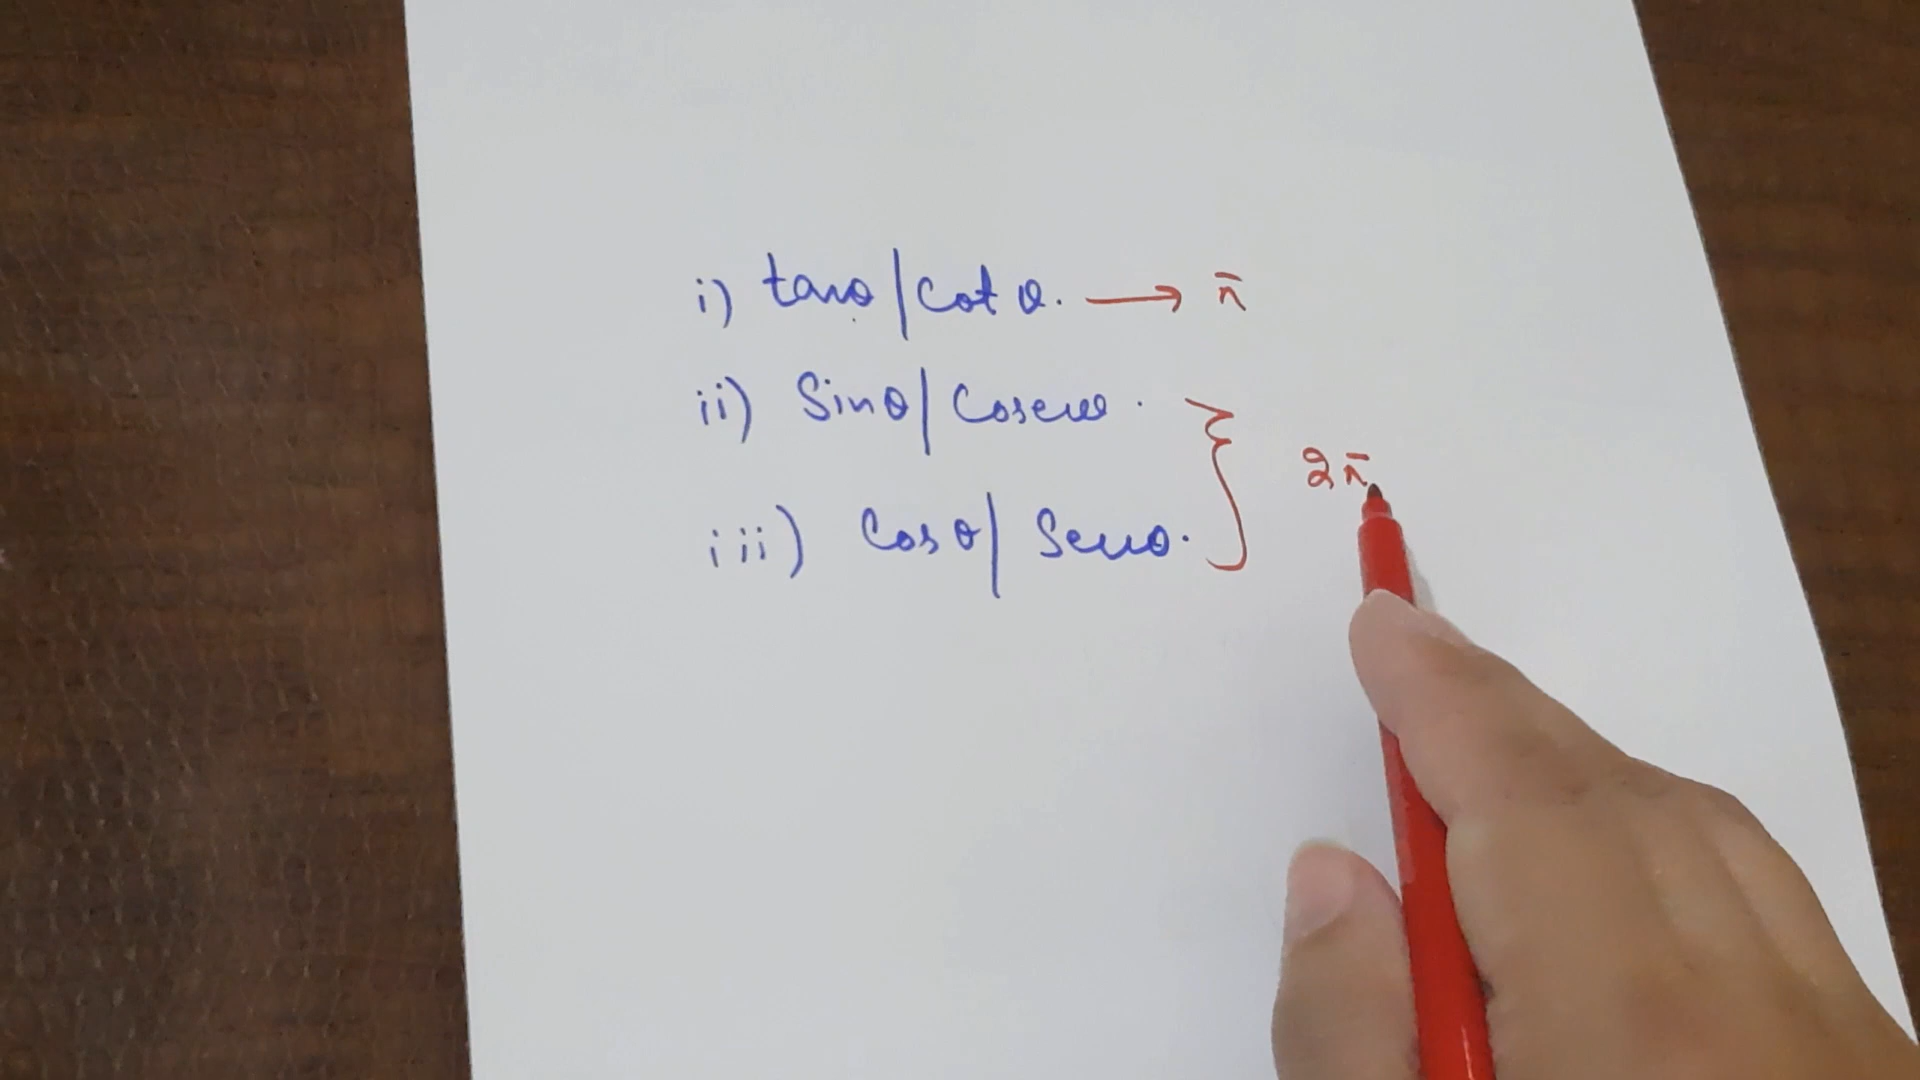 i) tanθ | Cot θ. → π
ii) Sinθ | Cosecθ.
2π
iii) Cosθ | Secθ.